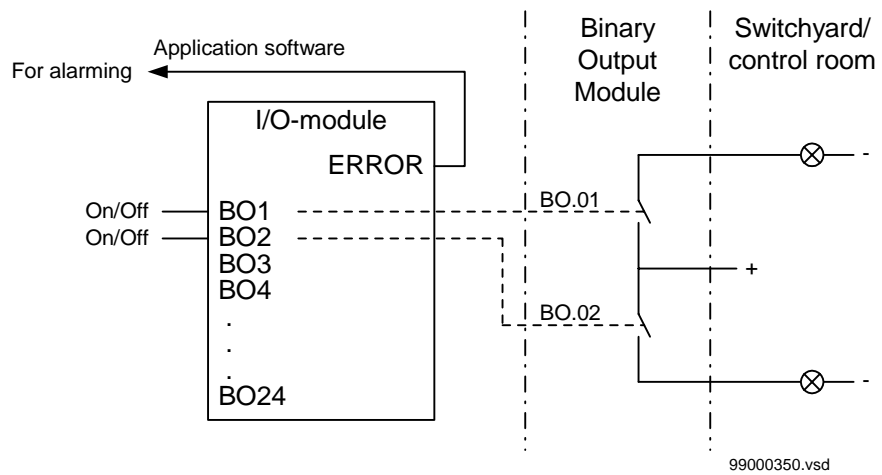 Application software
For alarming
I/O-module
ERROR
On/Off
BO1
On/Off
BO2
BO3
BO4
.
.
.
BO24
Binary
Output
Module
BO.01
BO.02
Switchyard/
control room
-
+
-
99000350.vsd